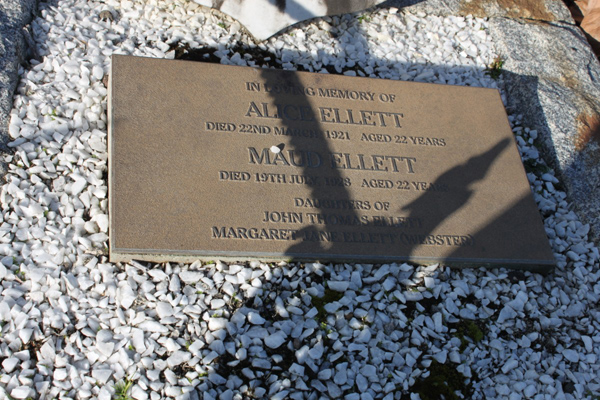 IN LOVING MEMORY OF
ALICE ELLETT
DIED 22ND MARCH, 1921 AGED 22 YEARS
MAUD ELLETT
DIED 19TH JULY, AGED 22 YEARS
DAUGHTERS OF
JOHN THOMAS ELLETT
MARGARET JANE ELLETT (WEBSTER)